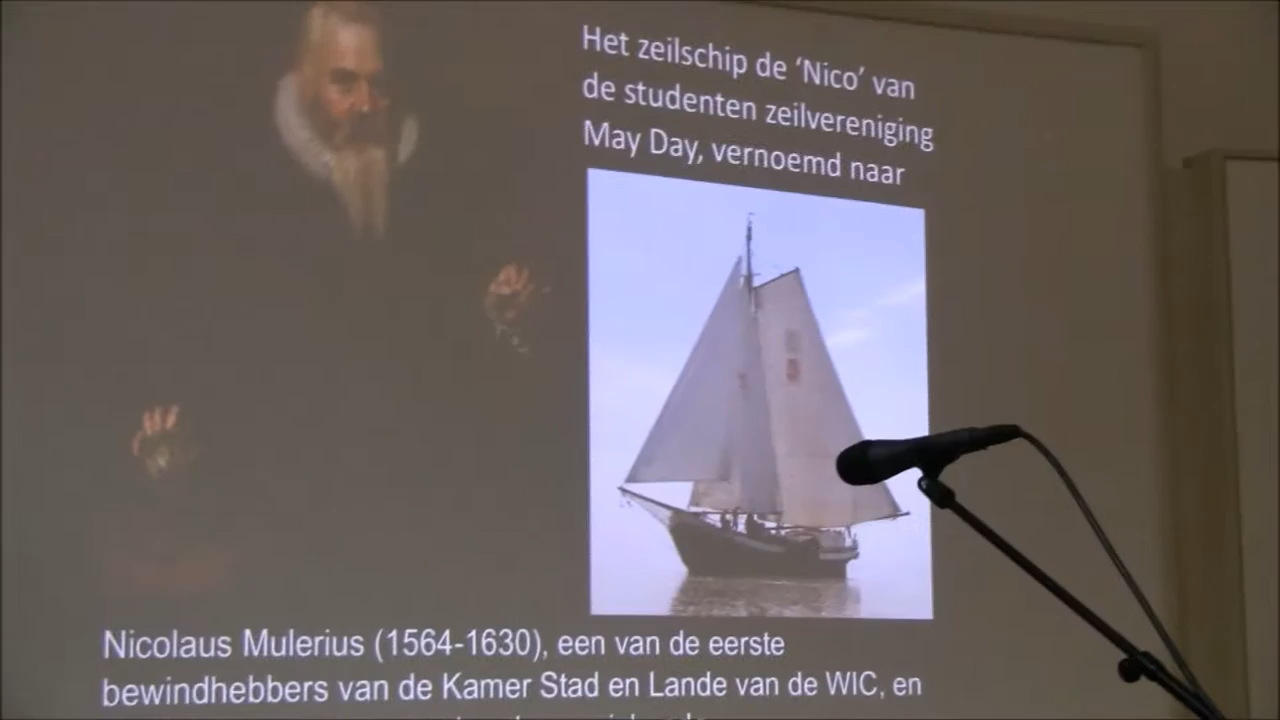 Het zeilschip de ‘Nico’ van
de studenten zeilvereniging
May Day, vernoemd naar
Nicolaus Mulerius (1564-1630), een van de eerste
bewindhebbers van de Kamer Stad en Lande van de WIC, en